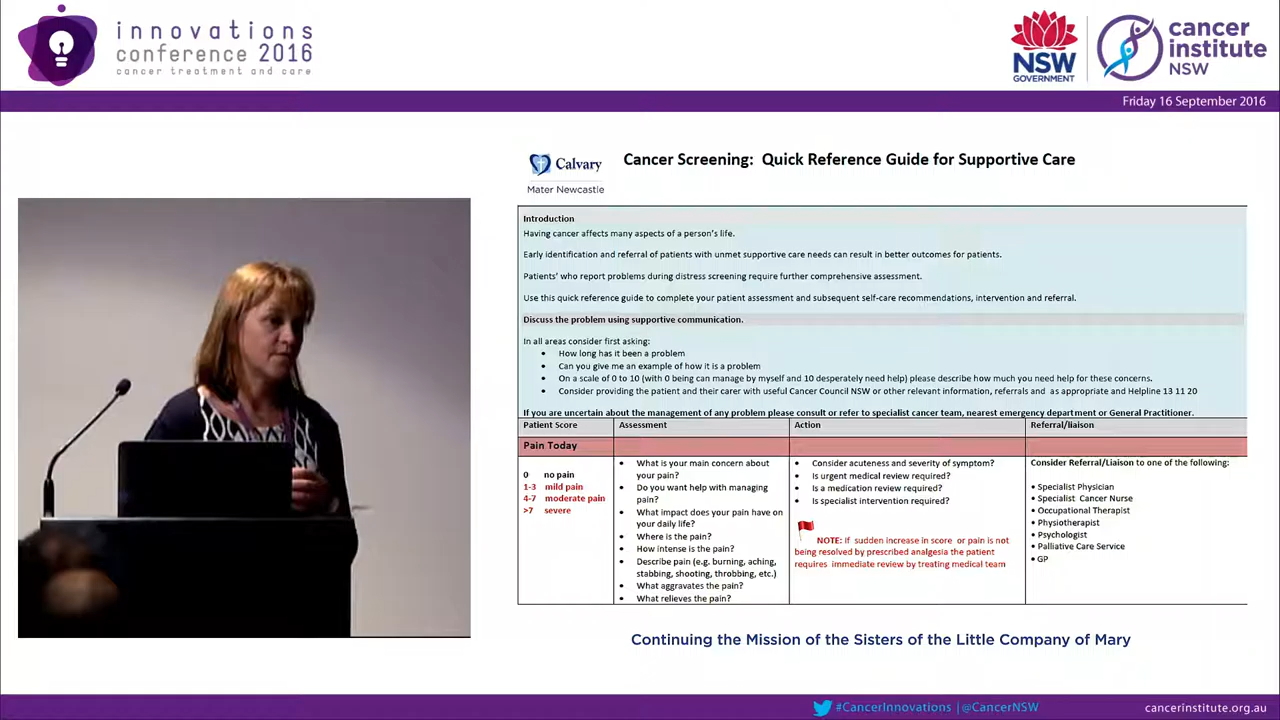 innovations
conference 2016
cancer treatment and care
NSW
GOVERNMENT
cancer
institute
NSW
Friday 16 September 2016
Calvary
Mater Newcastle
Cancer Screening:  Quick Reference Guide for Supportive Care
Introduction
Having cancer affects many aspects of a person's life.
Early identification and referral of patients with unmet supportive care needs can result in better outcomes for patients.
Patients' who report problems during distress screening require further comprehensive assessment.
Use this quick reference guide to complete your patient assessment and subsequent self-care recommendations, intervention and referral.
Discuss the problem using supportive communication.
In all areas consider first asking:
• How long has it been a problem
• Can you give me an example of how it is a problem
• On a scale of 0 to 10 (with 0 being can manage by myself and 10 desperately need help) please describe how much you need help for these concerns.
• Consider providing the patient and their carer with useful Cancer Council NSW or other relevant information, referrals and  as appropriate and Helpline 13 11 20
If you are uncertain about the management of any problem please consult or refer to specialist cancer team, nearest emergency department or General Practitioner.
Patient Score
Assessment
Action
Referral/liaison
Pain Today
0 no pain
1-3 mild pain
4-7 moderate pain
>7 severe
• What is your main concern about
your pain?
• Do you want help with managing
pain?
• What impact does your pain have on
your daily life?
• Where is the pain?
• How intense is the pain?
• Describe pain (e.g. burning, aching,
stabbing, shooting, throbbing, etc.)
• What aggravates the pain?
• What relieves the pain?
• Consider acuteness and severity of symptom?
• Is urgent medical review required?
• Is a medication review required?
• Is specialist intervention required?
NOTE: If  sudden increase in score  or pain is not
being resolved by prescribed analgesia the patient
requires  immediate review by treating medical team
Consider Referral/Liaison to one of the following:
• Specialist Physician
• Specialist  Cancer Nurse
• Occupational Therapist
• Physiotherapist
• Psychologist
• Palliative Care Service
• GP
Continuing the Mission of the Sisters of the Little Company of Mary
#CancerInnovations | @CancerNSW
cancerinstitute.org.au